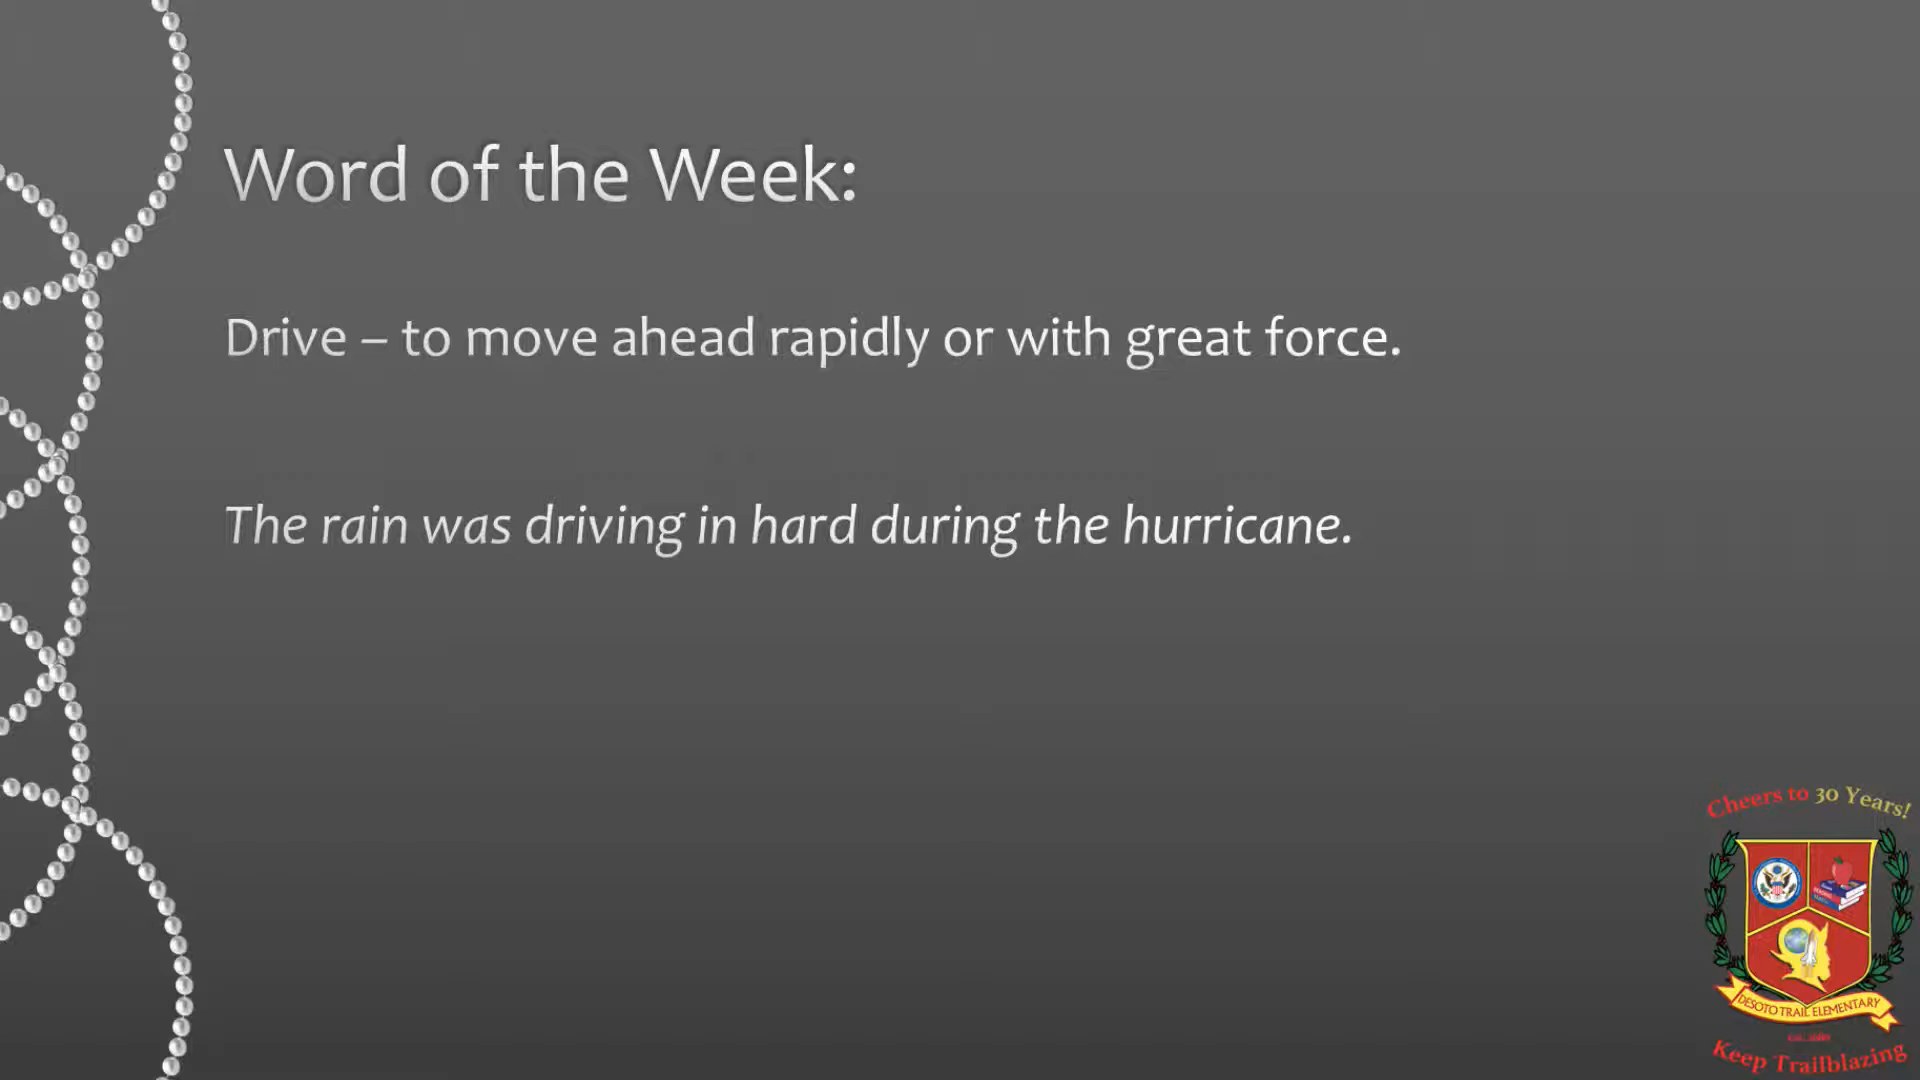 Word of the Week:
Drive – to move ahead rapidly or with great force.
The rain was driving in hard during the hurricane.
Cheers to 30 Years!
DESOTO TRAIL ELEMENTARY
Keep Trailblazing